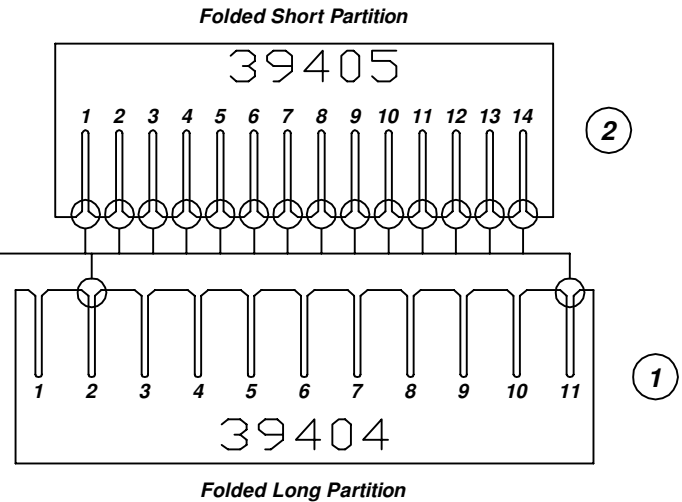 Folded Short Partition
39405
1 2 3 4 5 6 7 8 9 10 11 12 13 14
2
1 2 3 4 5 6 7 8 9 10 11
1
39404
Folded Long Partition